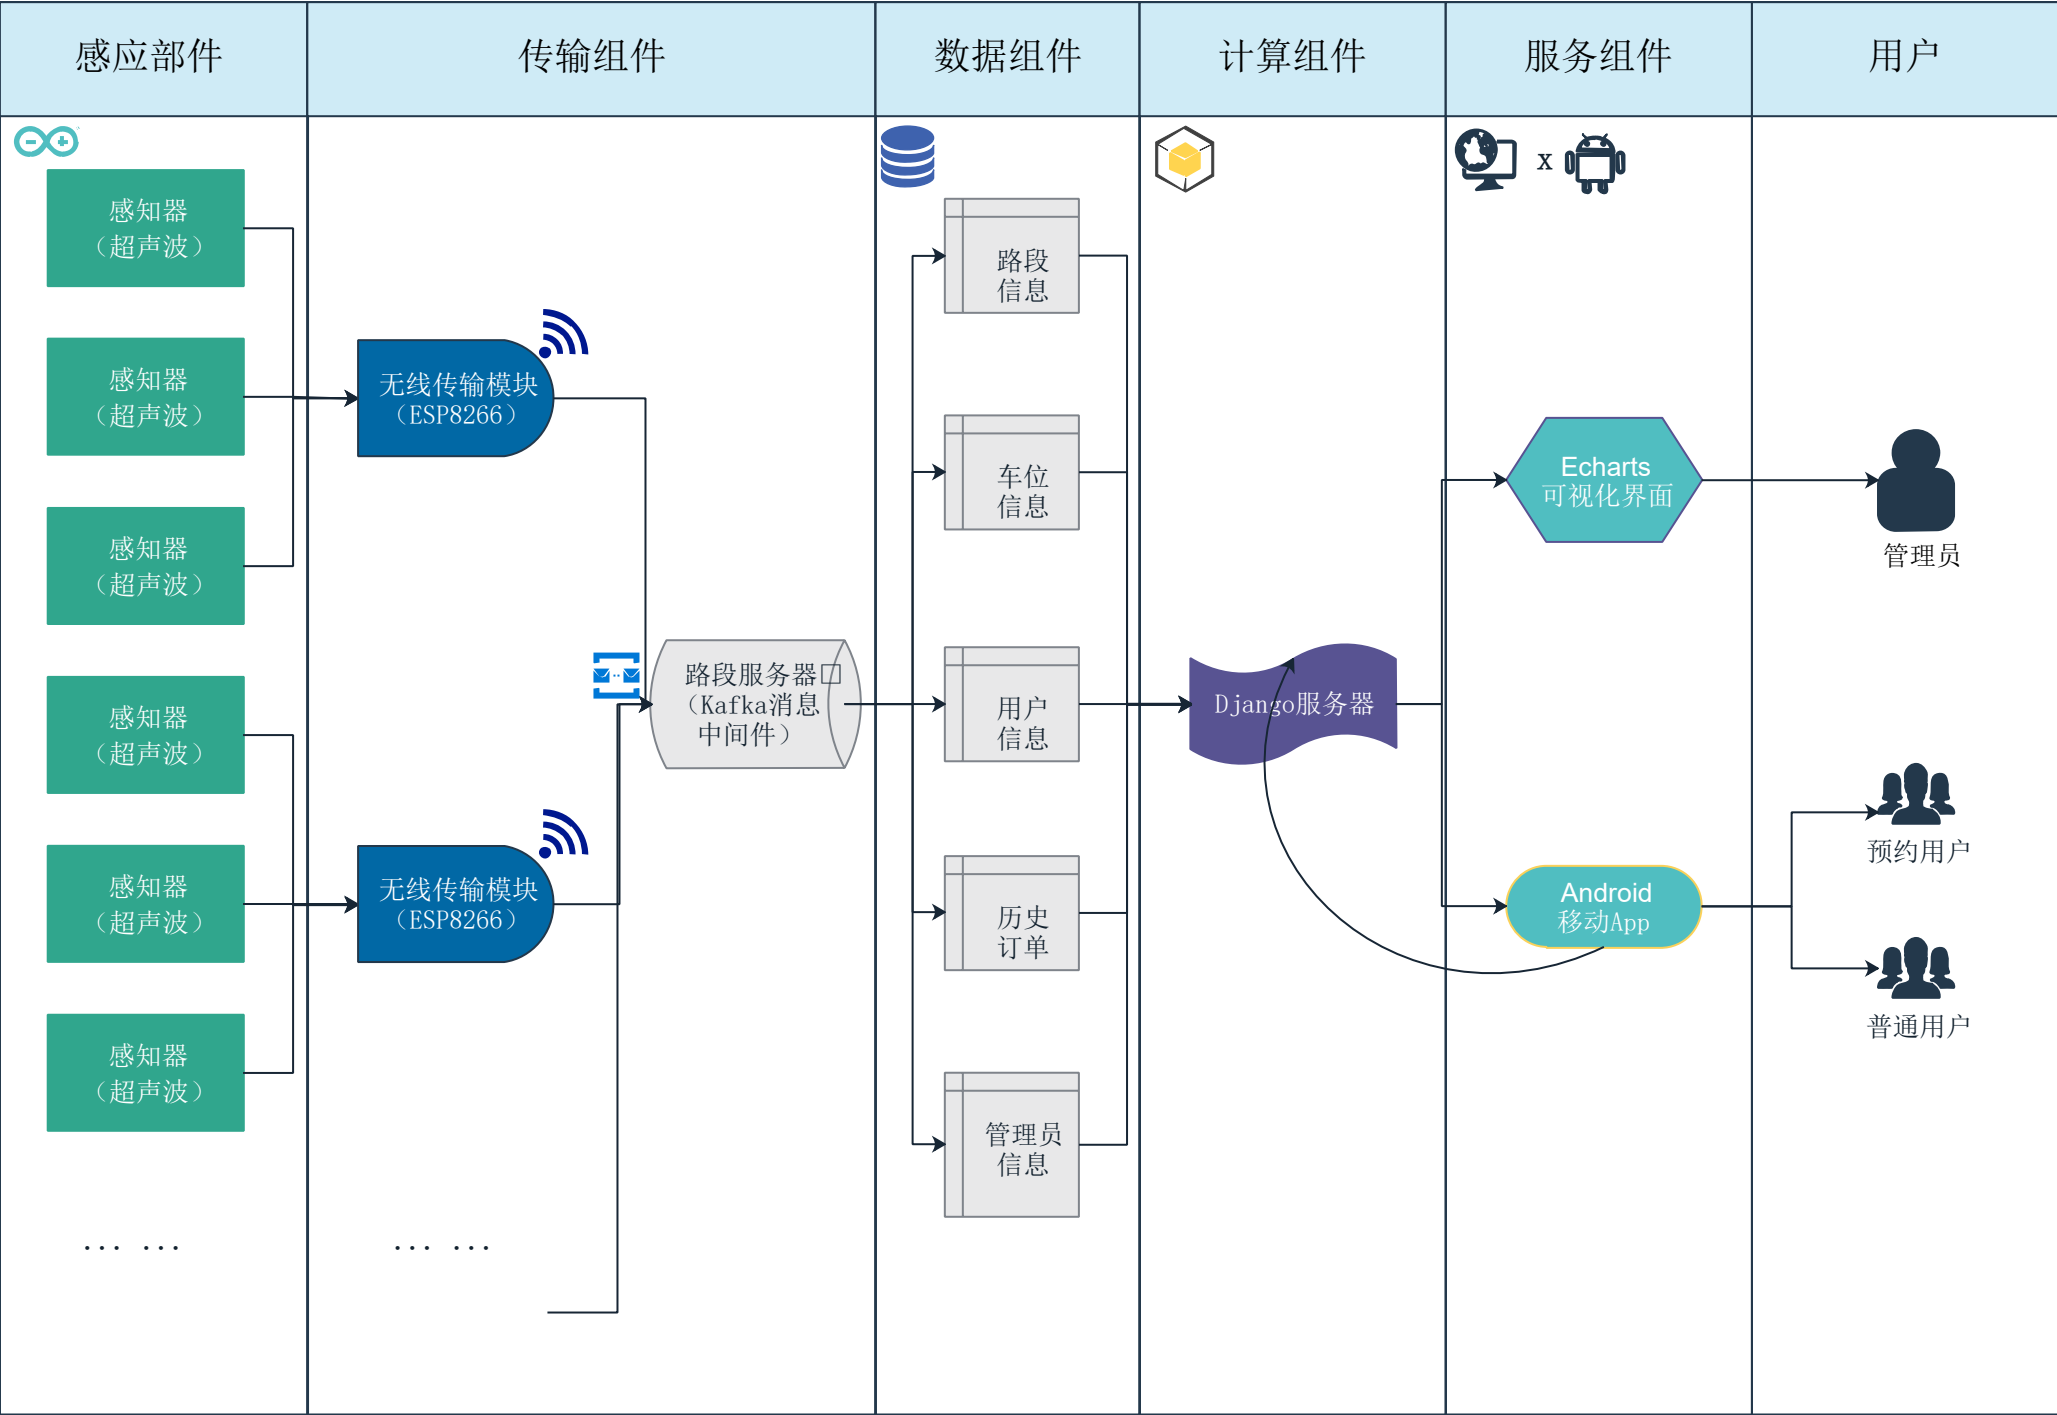 感应部件
传输组件
数据组件
计算组件
服务组件
用户
感知器
（超声波）
感知器
（超声波）
感知器
（超声波）
感知器
（超声波）
感知器
（超声波）
感知器
（超声波）
... ...
无线传输模块
（ESP8266）
无线传输模块
（ESP8266）
... ...
路段服务器□
（Kafka消息
中间件）
路段
信息
车位
信息
用户
信息
历史
订单
管理员
信息
Django服务器
x
Echarts
可视化界面
Android
移动App
管理员
预约用户
普通用户